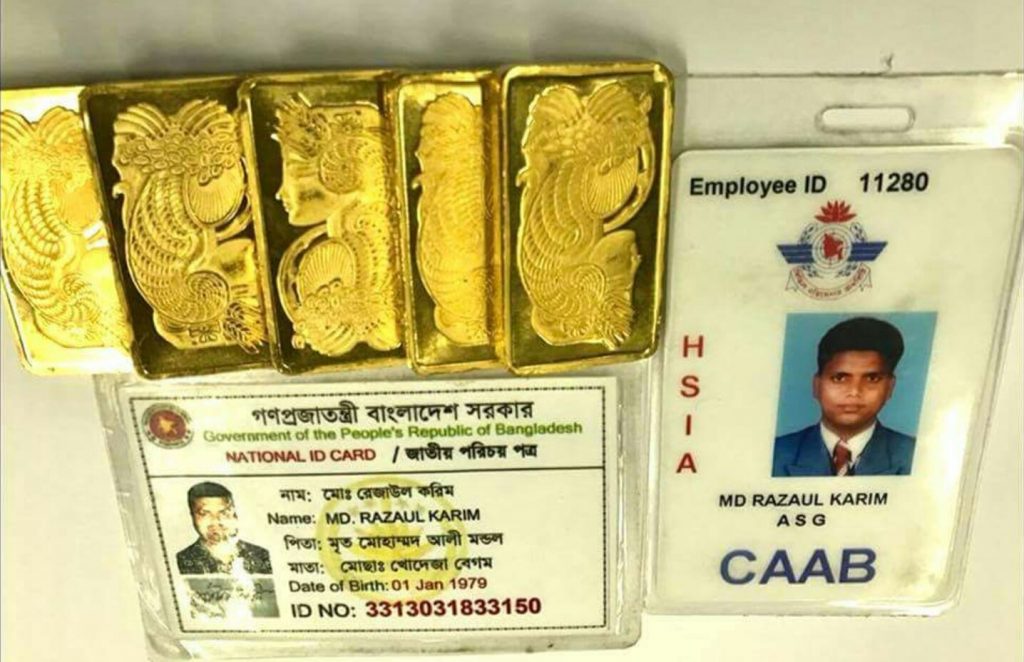 Employee ID 11280
H
S
I
A
MD RAZAUL KARIM
ASG
CAAB
গণপ্রজাতন্ত্রী বাংলাদেশ সরকার
Government of the People's Republic of Bangladesh
NATIONAL ID CARD / জাতীয় পরিচয় পত্র
নাম: মোঃ রেজাউল করিম
Name: MD. RAZAUL KARIM
পিতা: মৃত মোহাম্মদ আলী মন্ডল
মাতা: মোছাঃ খোদেজা বেগম
Date of Birth: 01 Jan 1979
ID NO: 3313031833150